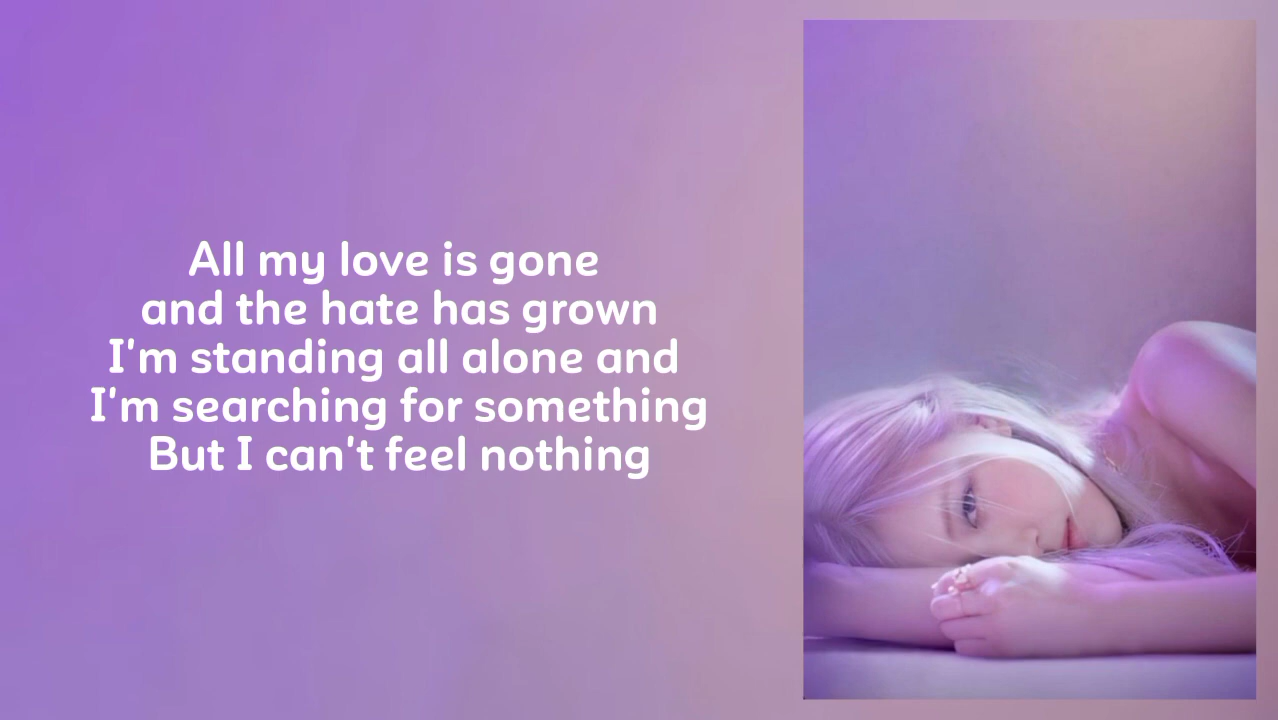 All my love is gone
and the hate has grown
I'm standing all alone and
I'm searching for something
But I can't feel nothing